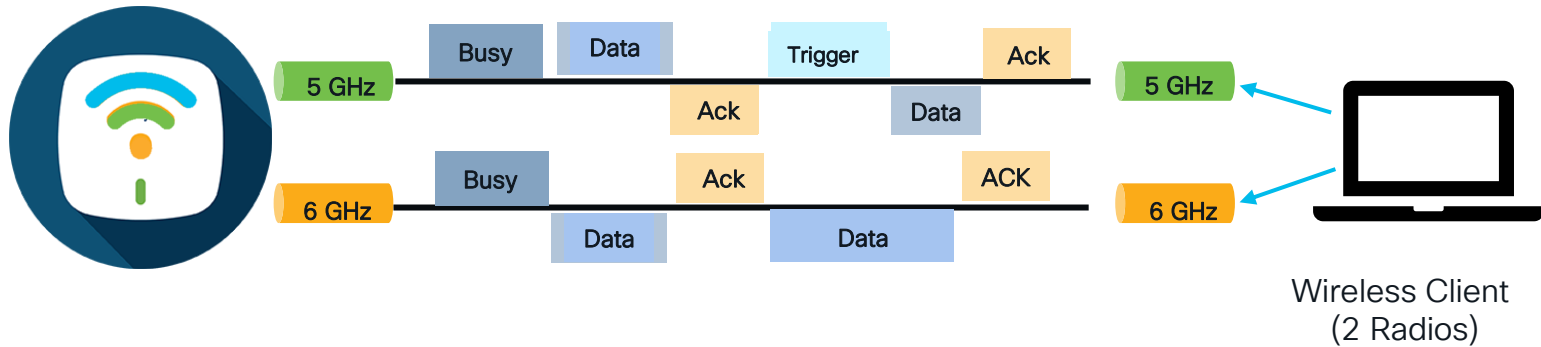 Busy
Data
Trigger
Ack
5 GHz
5 GHz
Ack
Data
Busy
Ack
ACK
6 GHz
6 GHz
Data
Data
Wireless Client
(2 Radios)